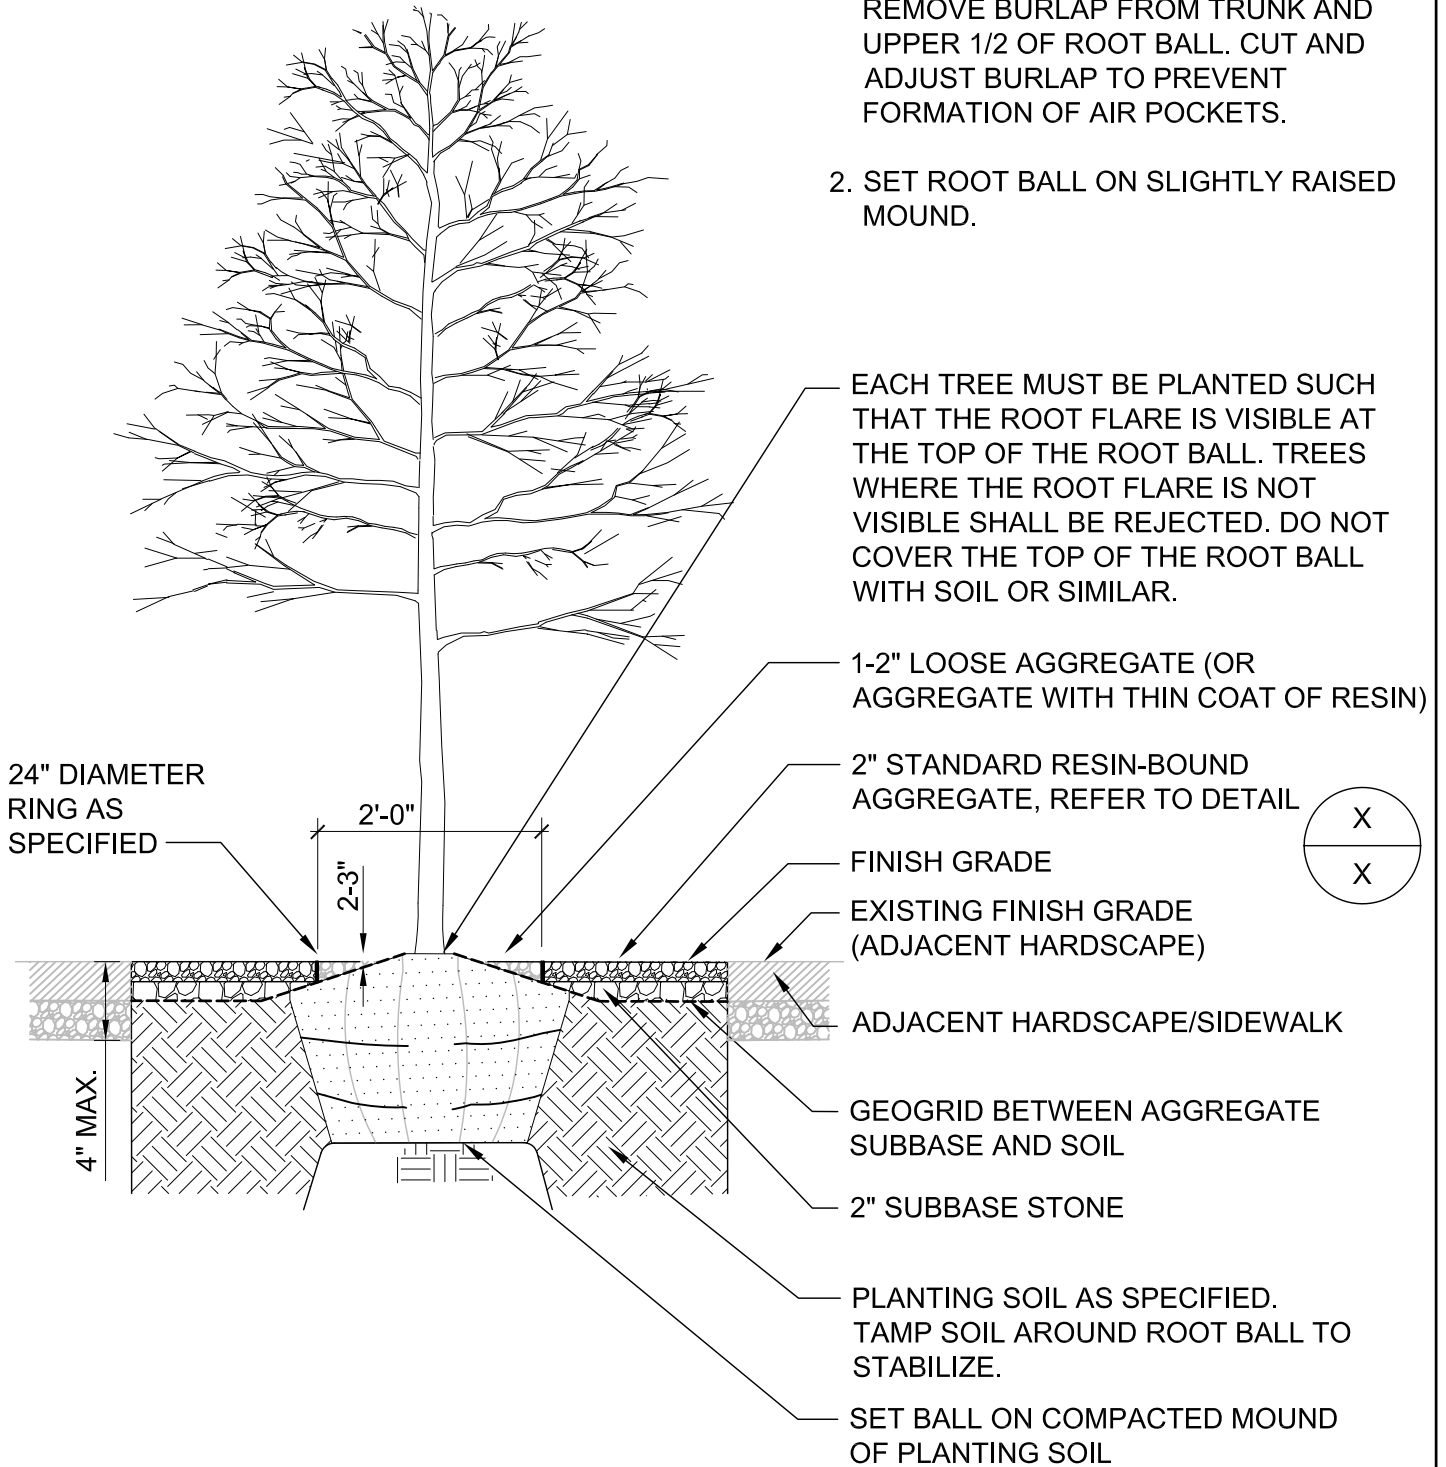 REMOVE BURLAP FROM TRUNK AND
UPPER 1/2 OF ROOT BALL. CUT AND
ADJUST BURLAP TO PREVENT
FORMATION OF AIR POCKETS.
2. SET ROOT BALL ON SLIGHTLY RAISED
MOUND.
EACH TREE MUST BE PLANTED SUCH
THAT THE ROOT FLARE IS VISIBLE AT
THE TOP OF THE ROOT BALL. TREES
WHERE THE ROOT FLARE IS NOT
VISIBLE SHALL BE REJECTED. DO NOT
COVER THE TOP OF THE ROOT BALL
WITH SOIL OR SIMILAR.
1-2" LOOSE AGGREGATE (OR
AGGREGATE WITH THIN COAT OF RESIN)
24" DIAMETER
RING AS
SPECIFIED
2'-0"
2-3"
4" MAX.
2" STANDARD RESIN-BOUND
AGGREGATE, REFER TO DETAIL
X
X
FINISH GRADE
EXISTING FINISH GRADE
(ADJACENT HARDSCAPE)
ADJACENT HARDSCAPE/SIDEWALK
GEOGRID BETWEEN AGGREGATE
SUBBASE AND SOIL
2" SUBBASE STONE
PLANTING SOIL AS SPECIFIED.
TAMP SOIL AROUND ROOT BALL TO
STABILIZE.
SET BALL ON COMPACTED MOUND
OF PLANTING SOIL